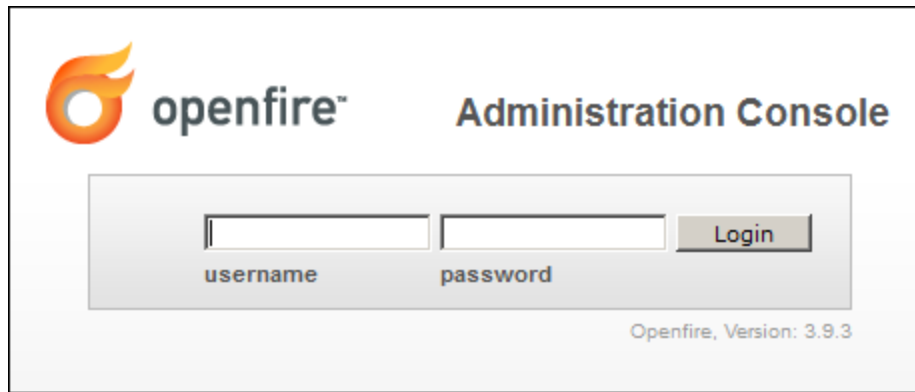 openfire™ Administration Console
Login
username password
Openfire, Version: 3.9.3